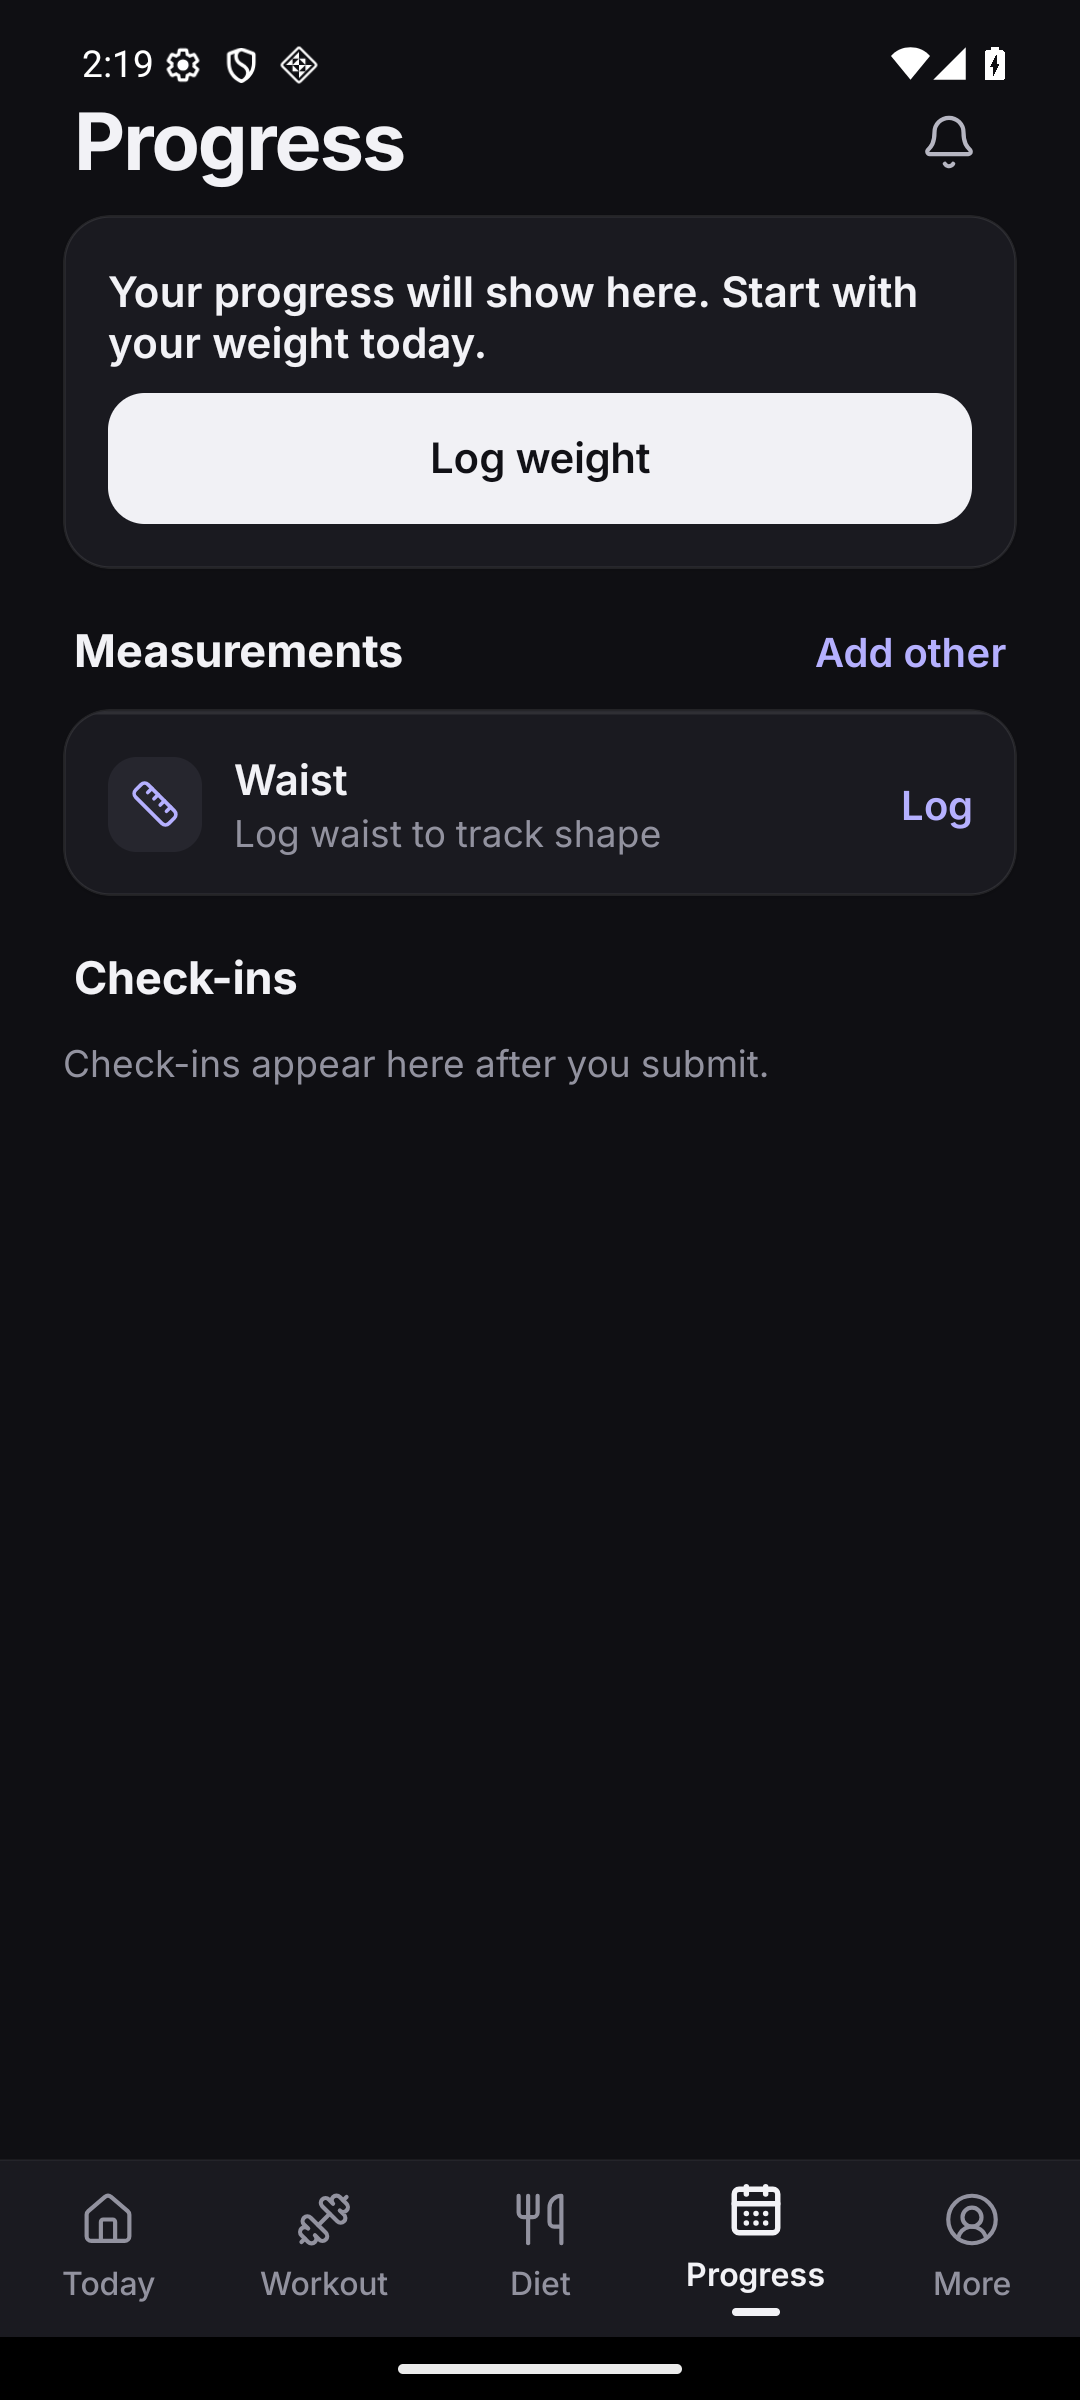 2:19
Progress
Your progress will show here. Start with
your weight today.
Log weight
Measurements
Add other
Waist
Log waist to track shape
Log
Check-ins
Check-ins appear here after you submit.
Today
Workout
Diet
Progress
More